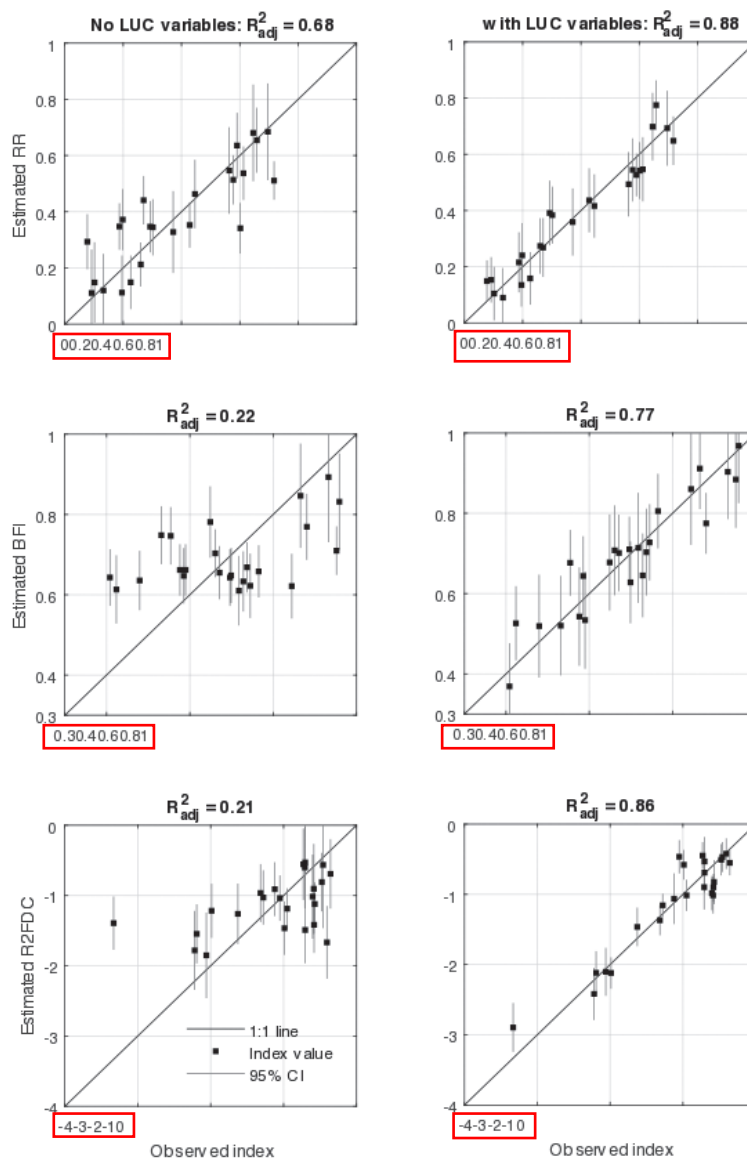 No LUC variables: R²adj = 0.68
with LUC variables: R²adj = 0.88
1
0.8
0.6
0.4
0.2
0
Estimated RR
00.20.40.60.81
1
0.8
0.6
0.4
0.2
0
00.20.40.60.81
R²adj = 0.22
R²adj = 0.77
1
0.8
0.6
0.4
0.3
Estimated BFI
0.30.40.60.81
1
0.8
0.6
0.4
0.3
0.30.40.60.81
R²adj = 0.21
R²adj = 0.86
0
-1
-2
-3
-4
Estimated R2FDC
1:1 line
Index value
95% CI
-4-3-2-10
Observed index
0
-1
-2
-3
-4
-4-3-2-10
Observed index